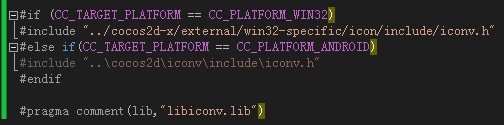 #if (CC_TARGET_PLATFORM == CC_PLATFORM_WIN32)
#include "../cocos2d-x/external/win32-specific/icon/include/iconv.h"
#else if(CC_TARGET_PLATFORM == CC_PLATFORM_ANDROID)
#include "..\cocos2d\iconv\include\iconv.h"
#endif
#pragma comment(lib,"libiconv.lib")